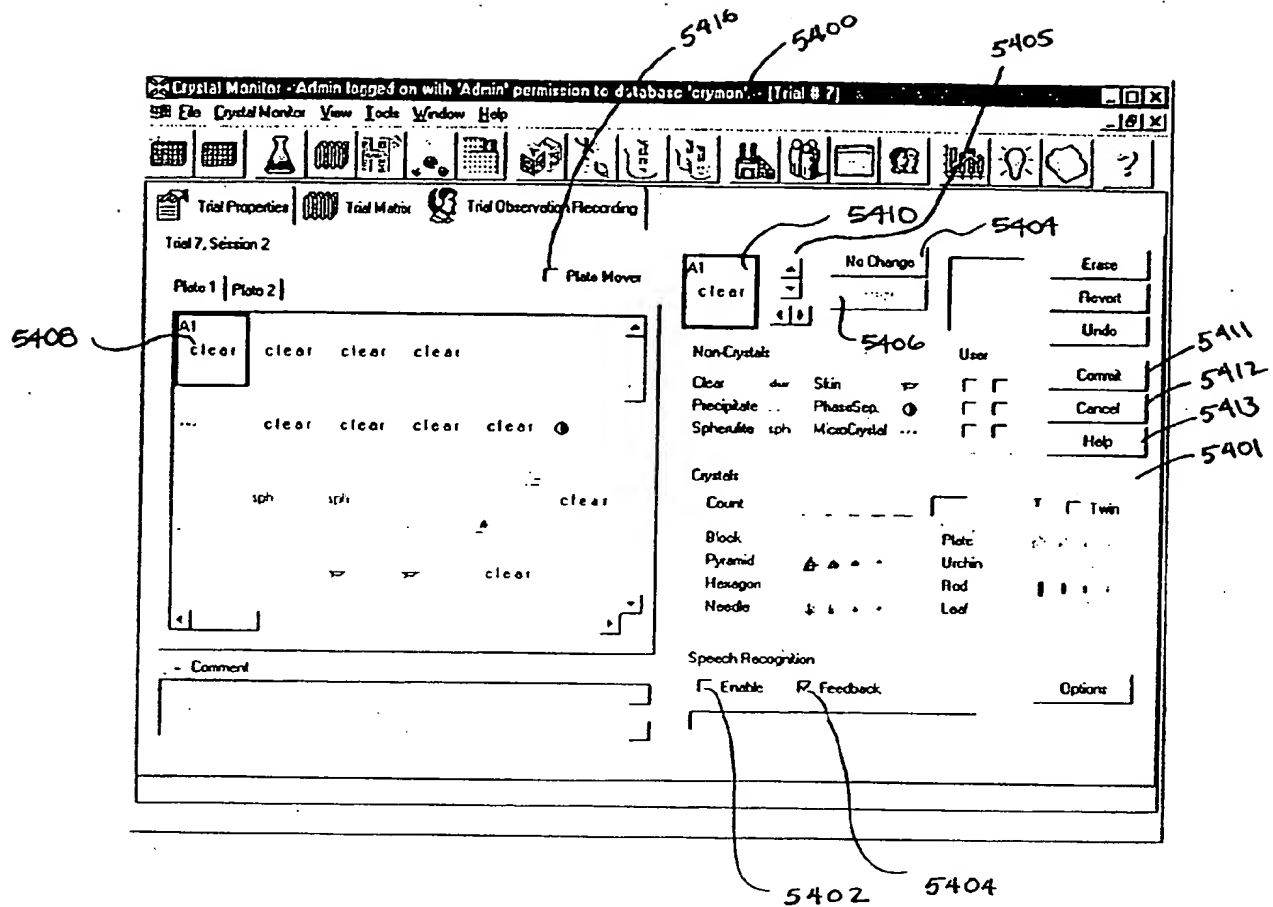 5416
5400
5405
Crystal Monitor - 'Admin logged on with 'Admin' permission to database 'crymon'. - [Trial # 7]
File Crystal Monitor View Tools Window Help
Trial Properties Trial Matrix Trial Observation Recording
5410
5404
Trial 7, Session 2
Plate Mover
Plate 1 Plate 2
A1
clear
No Change
Erase
Revert
Undo
5408
A1
clear clear clear clear
5406
5411
Non-Crystals User
Commit
5412
Clear clear Skin
Cancel
5413
Precipitate PhaseSep.
Spherulite sph MicroCrystal
Help
5401
clear clear clear clear
Crystals
sph sph clear
Count Twin
Block Plate
Pyramid Urchin
clear
Hexagon Rod
Needle Leaf
Comment
Speech Recognition
Enable Feedback Options
5402
5404